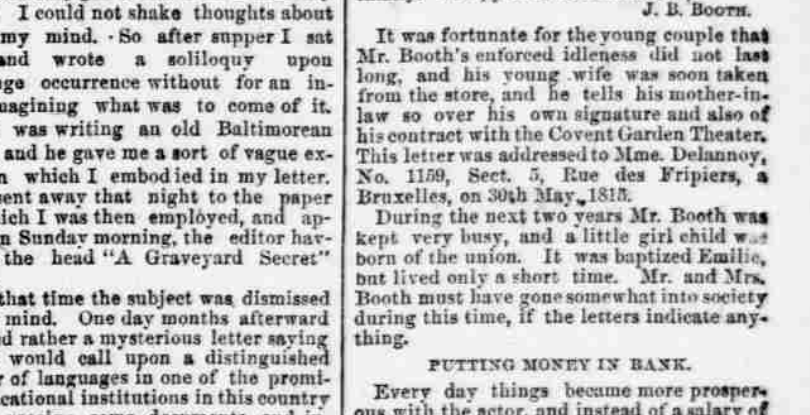 I could not shake thoughts about
my mind. So after supper I sat
and wrote a soliloquy upon
occurrence without for an in-
imagining what was to come of it.
was writing an old Baltimorean
and he gave me a sort of vague ex-
which I embodied in my letter.
sent away that night to the paper
which I was then employed, and ap-
Sunday morning, the editor hav-
the head "A Graveyard Secret"
that time the subject was dismissed
mind. One day months afterward
rather a mysterious letter saying
would call upon a distinguished
of languages in one of the promi-
cational institutions in this country
J. B. BOOTH.
It was fortunate for the young couple that
Mr. Booth's enforced idleness did not last
long, and his young wife was soon taken
from the store, and he tells his mother-in-
law so over his own signature and also of
his contract with the Covent Garden Theater.
This letter was addressed to Mme. Delannoy,
No. 1159, Sect. 5, Rue des Fripiers, a
Bruxelles, on 30th May, 1815.
During the next two years Mr. Booth was
kept very busy, and a little girl child was
born of the union. It was baptized Emilie,
but lived only a short time. Mr. and Mrs.
Booth must have gone somewhat into society
during this time, if the letters indicate any-
thing.
PUTTING MONEY IN BANK.
Every day things became more prosper-
ous with the actor, and instead of a salary of